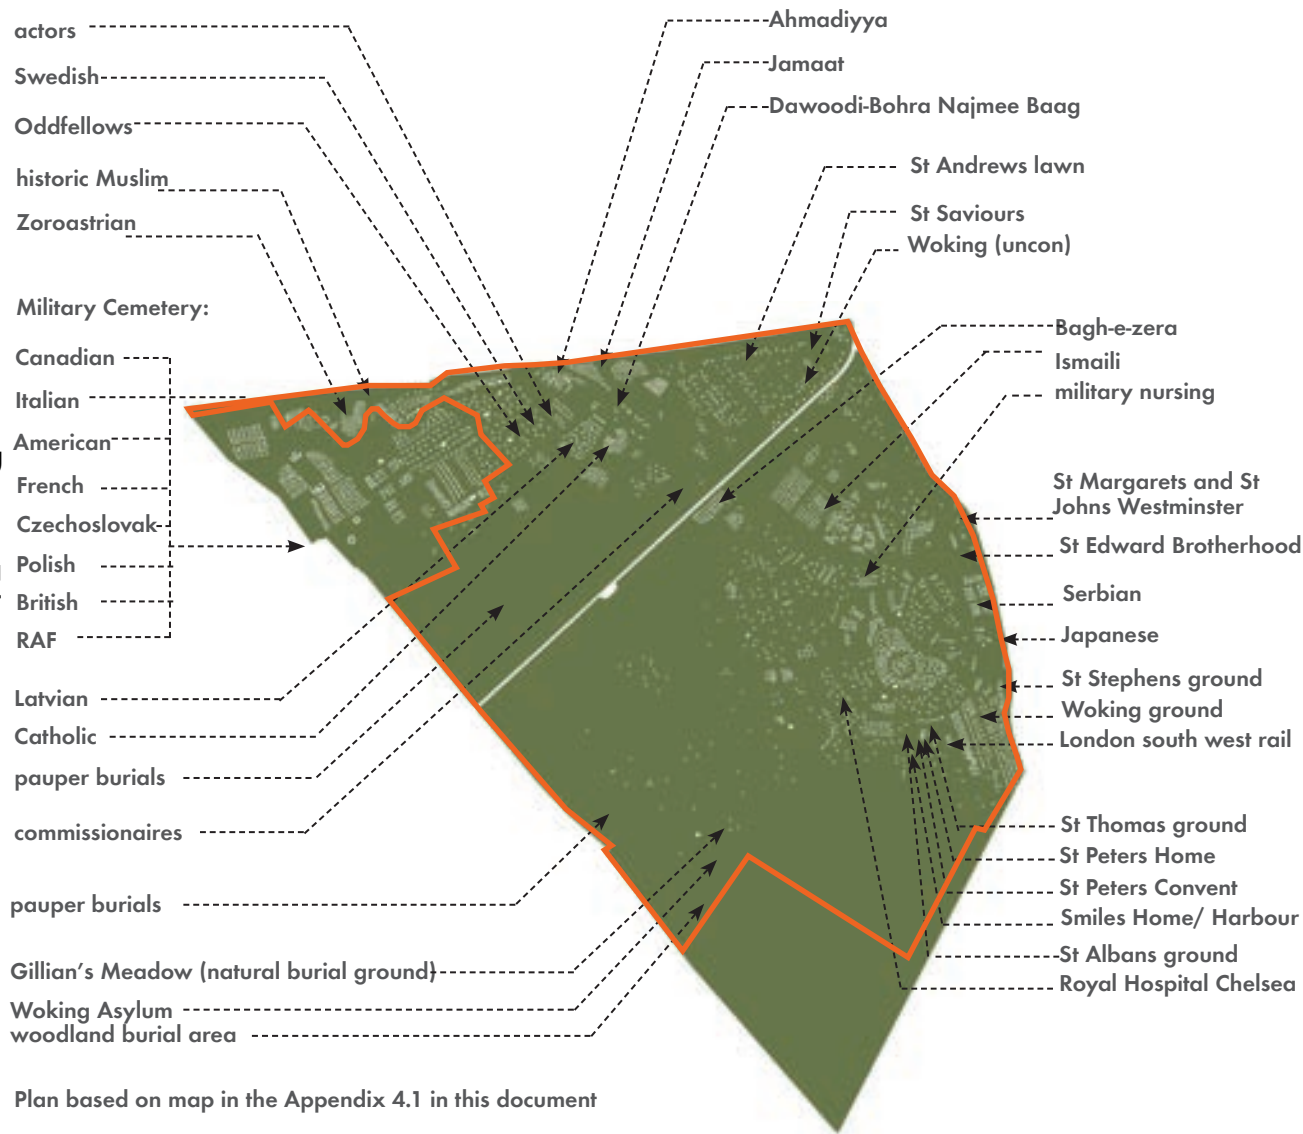 actors
Swedish
Oddfellows
historic Muslim
Zoroastrian
Military Cemetery:
Canadian
Italian
American
French
Czechoslovak
Polish
British
RAF
Latvian
Catholic
pauper burials
commissionaires
pauper burials
Gillian’s Meadow (natural burial ground)
Woking Asylum
woodland burial area
Ahmadiyya
Jamaat
Dawoodi-Bohra Najmee Baag
St Andrews lawn
St Saviours
Woking (uncon)
Bagh-e-zera
Ismaili
military nursing
St Margarets and St
Johns Westminster
St Edward Brotherhood
Serbian
Japanese
St Stephens ground
Woking ground
London south west rail
St Thomas ground
St Peters Home
St Peters Convent
Smiles Home/ Harbour
St Albans ground
Royal Hospital Chelsea
Plan based on map in the Appendix 4.1 in this document